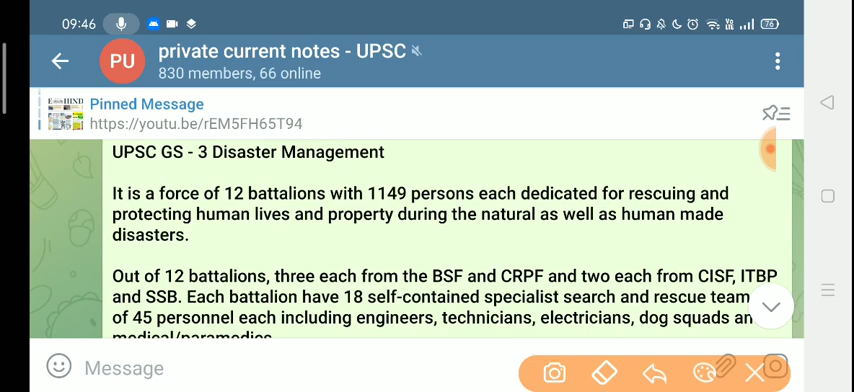 09:46
76
PU
private current notes - UPSC
830 members, 66 online
Pinned Message
https://youtu.be/rEM5FH65T94
UPSC GS - 3 Disaster Management
It is a force of 12 battalions with 1149 persons each dedicated for rescuing and
protecting human lives and property during the natural as well as human made
disasters.
Out of 12 battalions, three each from the BSF and CRPF and two each from CISF, ITBP
and SSB. Each battalion have 18 self-contained specialist search and rescue team
of 45 personnel each including engineers, technicians, electricians, dog squads an
medical/paramedics
Message